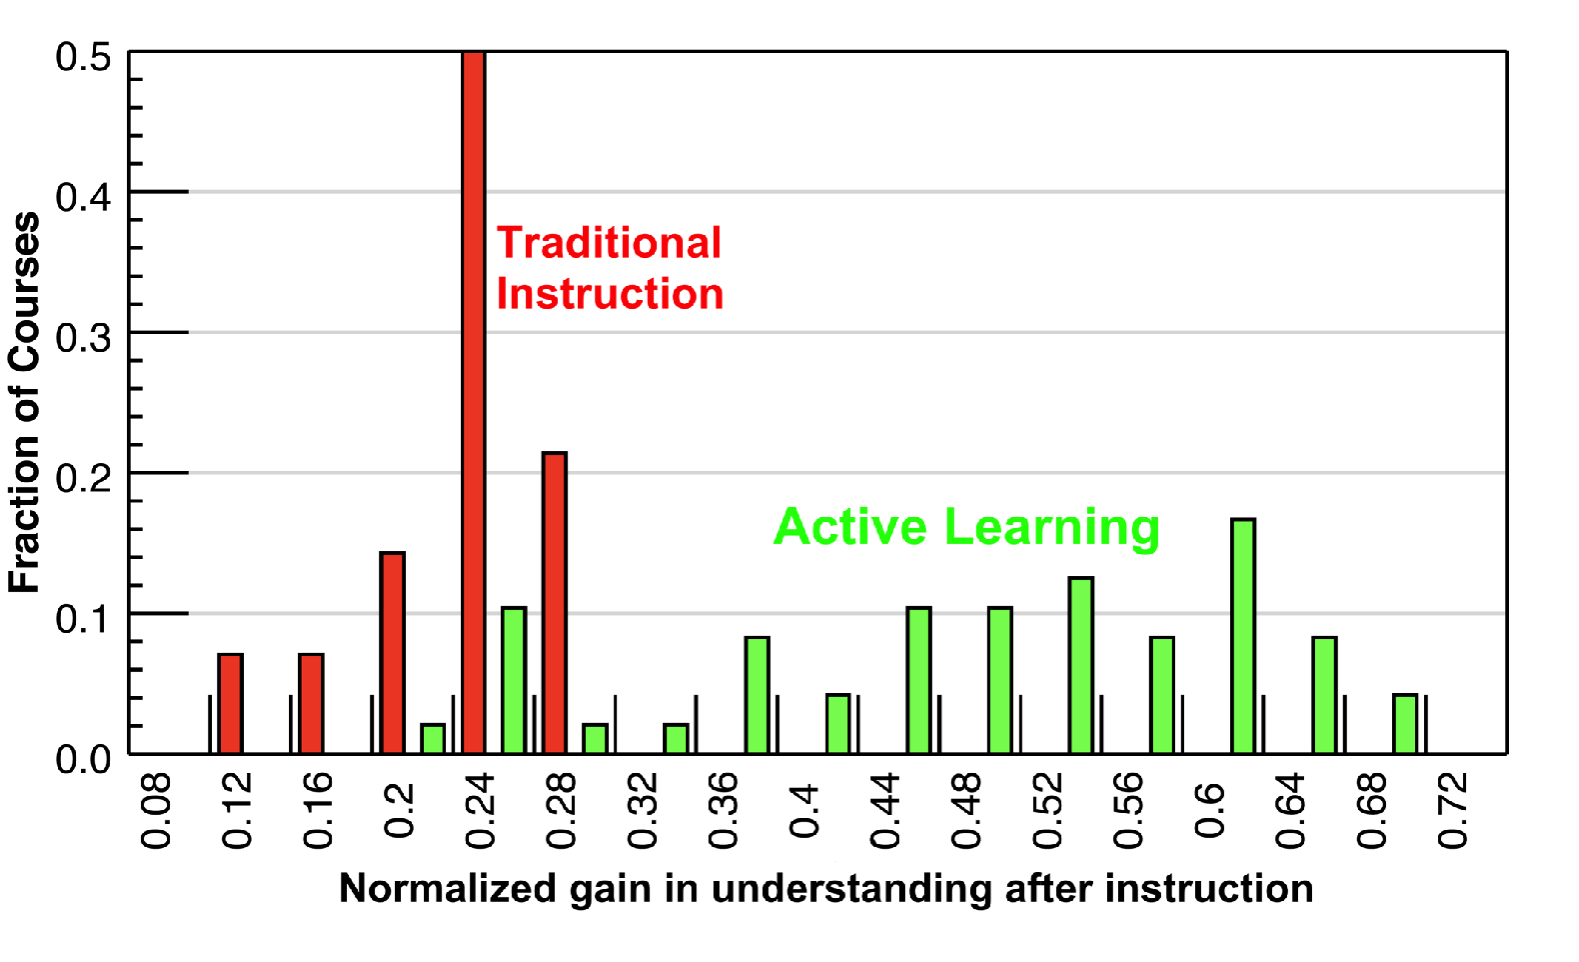 0.5
0.4
0.3
0.2
0.1
0.0
Fraction of Courses
Traditional
Instruction
Active Learning
0.08 0.12 0.16 0.2 0.24 0.28 0.32 0.36 0.4 0.44 0.48 0.52 0.56 0.6 0.64 0.68 0.72
Normalized gain in understanding after instruction